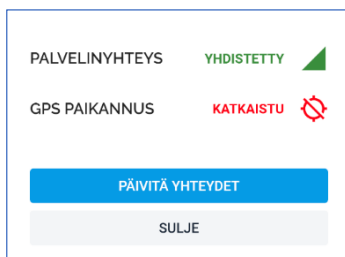 PALVELINYHTEYS YHDISTETTY
GPS PAIKANNUS KATKAISTU
PÄIVITÄ YHTEYDET
SULJE